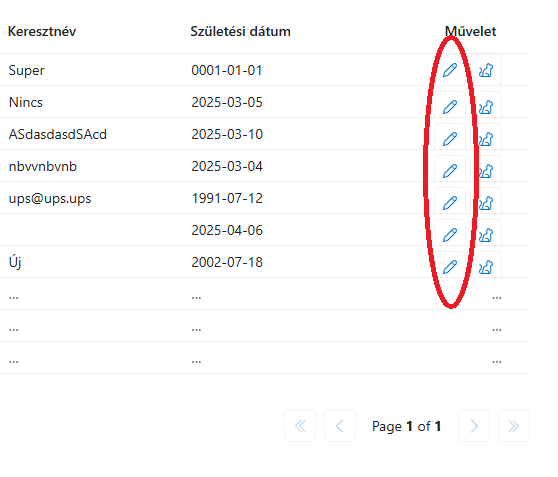 Keresztnév Születési dátum Művelet
Super 0001-01-01
Nincs 2025-03-05
ASdasdasdSAcd 2025-03-10
nbvvnbvnb 2025-03-04
ups@ups.ups 1991-07-12
2025-04-06
Új 2002-07-18
... ... ...
... ... ...
... ... ...
Page 1 of 1